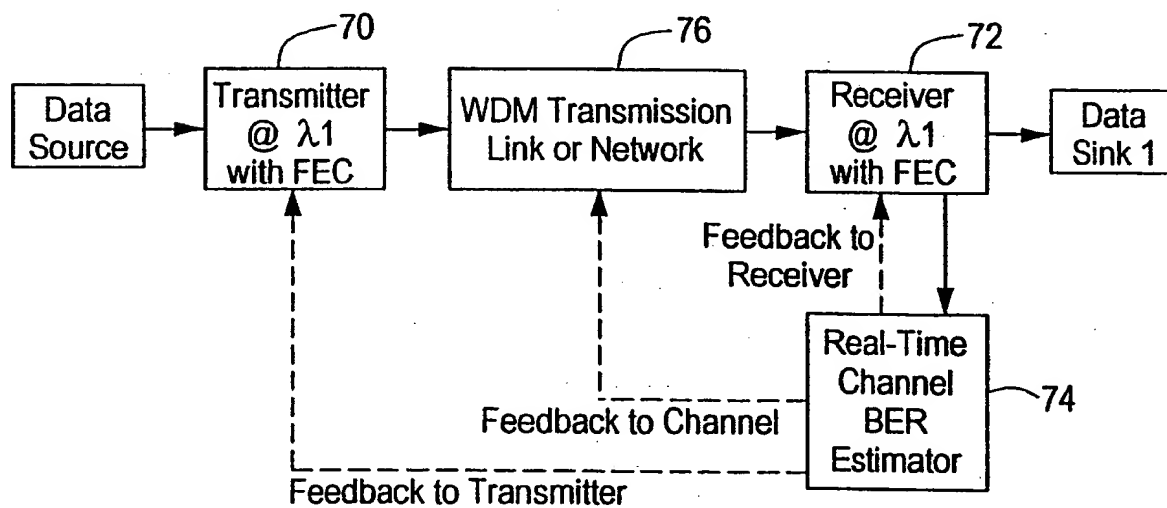 70
76
72
Data
Source
Transmitter
@ λ1
with FEC
WDM Transmission
Link or Network
Receiver
@ λ1
with FEC
Data
Sink 1
Feedback to
Receiver
Real-Time
Channel
BER
Estimator
74
Feedback to Channel
Feedback to Transmitter